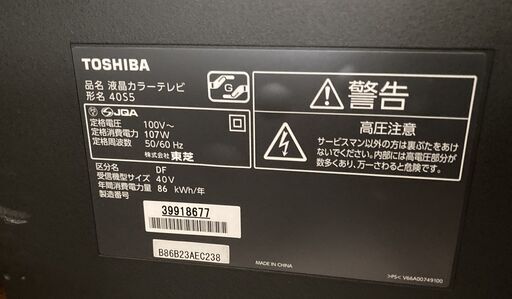 TOSHIBA
品名 液晶カラーテレビ
形名 40S5
JQA
定格電圧 100V～
定格消費電力 107W
定格周波数 50/60 Hz
株式会社 東芝
区分名 DF
受信機型サイズ 40V
年間消費電力量 86 kWh/年
製造番号
39918677
B86B23AEC238
警告
高圧注意
サービスマン以外の方は裏ぶたをあけ
ないでください。内部には高電圧部分が
数多くあり、万一さわると危険です。
MADE IN CHINA
>PS< V66A00749100